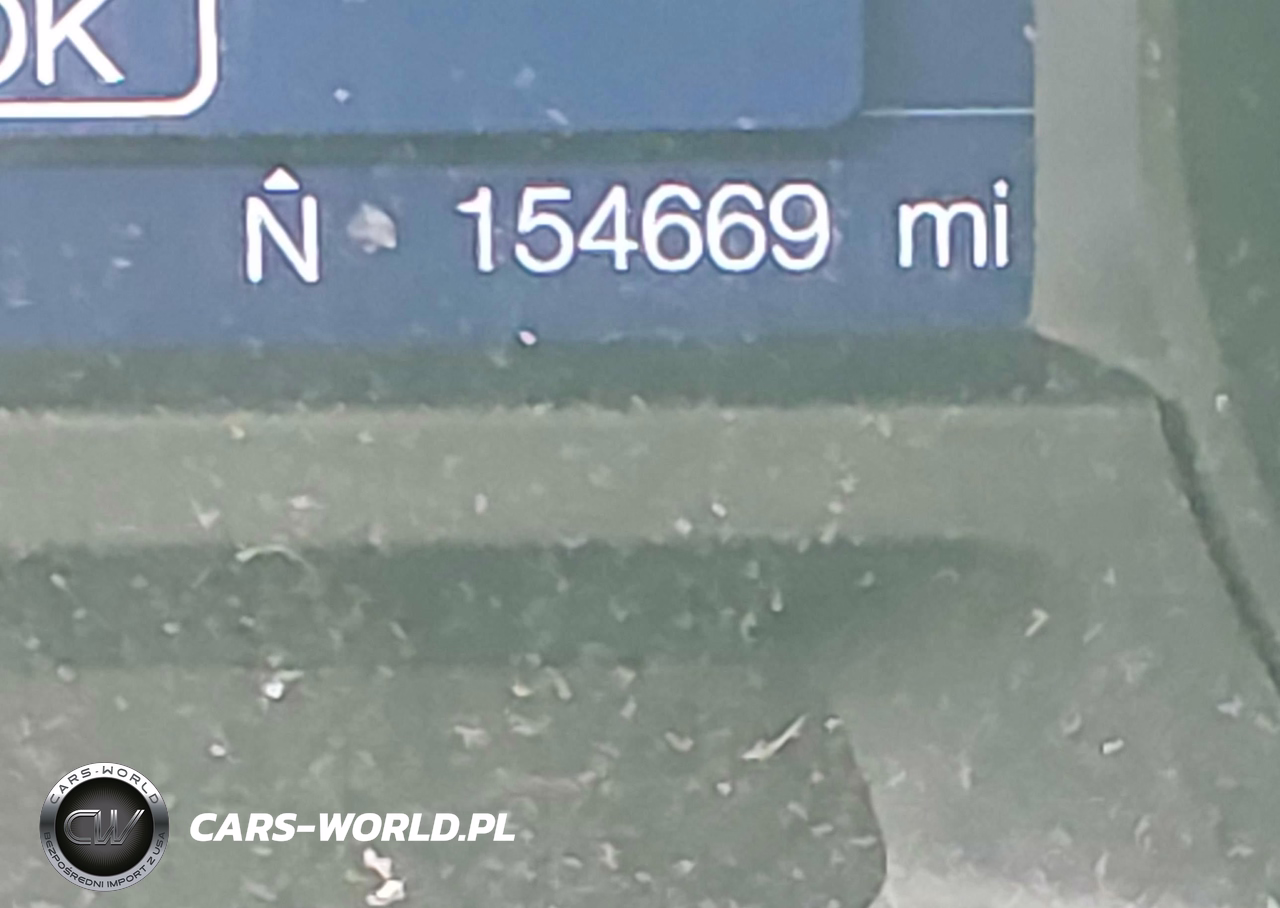 OK
N 154669 mi
CARS-WORLD
CW
BEZPOŚREDNI IMPORT Z USA
CARS-WORLD.PL